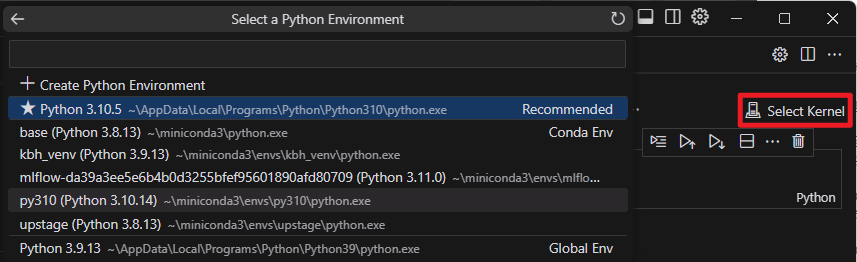 Select a Python Environment
Create Python Environment
Python 3.10.5 ~\AppData\Local\Programs\Python\Python310\python.exe Recommended
base (Python 3.8.13) ~\miniconda3\python.exe Conda Env
kbh_venv (Python 3.9.13) ~\miniconda3\envs\kbh_venv\python.exe
mlflow-da39a3ee5e6b4b0d3255bfef95601890afd80709 (Python 3.11.0) ~\miniconda3\envs\mlflo...
py310 (Python 3.10.14) ~\miniconda3\envs\py310\python.exe
upstage (Python 3.8.13) ~\miniconda3\envs\upstage\python.exe
Python 3.9.13 ~\AppData\Local\Programs\Python\Python39\python.exe Global Env
Select Kernel
Python